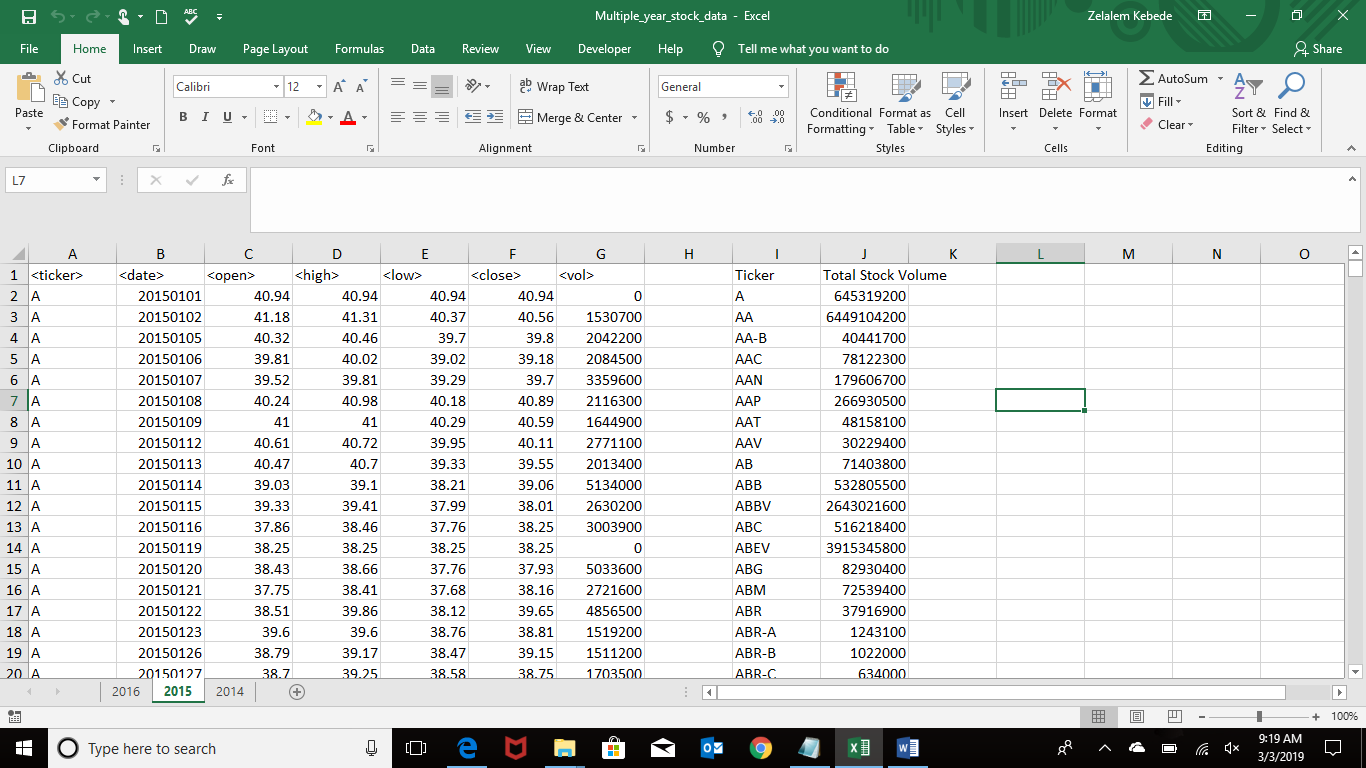 Multiple_year_stock_data - Excel Zelalem Kebede
File Home Insert Draw Page Layout Formulas Data Review View Developer Help Tell me what you want to do Share
Cut
Copy
Format Painter
Paste
Clipboard
Calibri 12
B I U
Font
Wrap Text
Merge & Center
Alignment
General
$ % ,
Number
Conditional Formatting
Format as Table
Cell Styles
Styles
Insert Delete Format
Cells
AutoSum
Fill
Clear
Sort & Filter
Find & Select
Editing
L7 fx
A B C D E F G H I J K L M N O
1 <ticker> <date> <open> <high> <low> <close> <vol> Ticker Total Stock Volume
2 A 20150101 40.94 40.94 40.94 40.94 0 A 645319200
3 A 20150102 41.18 41.31 40.37 40.56 1530700 AA 6449104200
4 A 20150105 40.32 40.46 39.7 39.8 2042200 AA-B 40441700
5 A 20150106 39.81 40.02 39.02 39.18 2084500 AAC 78122300
6 A 20150107 39.52 39.81 39.29 39.7 3359600 AAN 179606700
7 A 20150108 40.24 40.98 40.18 40.89 2116300 AAP 266930500
8 A 20150109 41 41 40.29 40.59 1644900 AAT 48158100
9 A 20150112 40.61 40.72 39.95 40.11 2771100 AAV 30229400
10 A 20150113 40.47 40.7 39.33 39.55 2013400 AB 71403800
11 A 20150114 39.03 39.1 38.21 39.06 5134000 ABB 532805500
12 A 20150115 39.33 39.41 37.99 38.01 2630200 ABBV 2643021600
13 A 20150116 37.86 38.46 37.76 38.25 3003900 ABC 516218400
14 A 20150119 38.25 38.25 38.25 38.25 0 ABEV 3915345800
15 A 20150120 38.43 38.66 37.76 37.93 5033600 ABG 82930400
16 A 20150121 37.75 38.41 37.68 38.16 2721600 ABM 72539400
17 A 20150122 38.51 39.86 38.12 39.65 4856500 ABR 37916900
18 A 20150123 39.6 39.6 38.76 38.81 1519200 ABR-A 1243100
19 A 20150126 38.79 39.17 38.47 39.15 1511200 ABR-B 1022000
20 A 20150127 38.7 39.25 38.58 38.75 1703500 ABR-C 634000
2016 2015 2014
100%
Type here to search
9:19 AM
3/3/2019